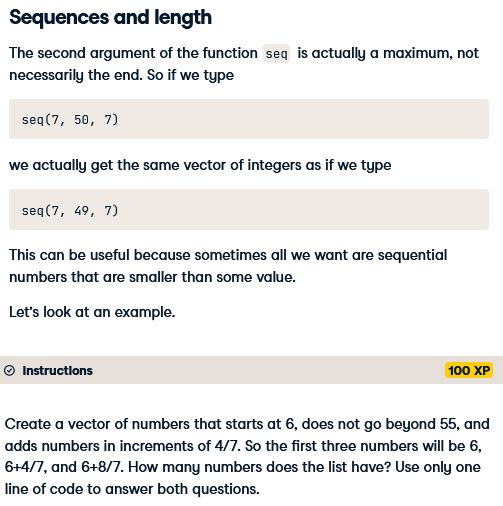 Sequences and length
The second argument of the function seq is actually a maximum, not
necessarily the end. So if we type
seq(7, 50, 7)
we actually get the same vector of integers as if we type
seq(7, 49, 7)
This can be useful because sometimes all we want are sequential
numbers that are smaller than some value.
Let's look at an example.
Instructions 100 XP
Create a vector of numbers that starts at 6, does not go beyond 55, and
adds numbers in increments of 4/7. So the first three numbers will be 6,
6+4/7, and 6+8/7. How many numbers does the list have? Use only one
line of code to answer both questions.